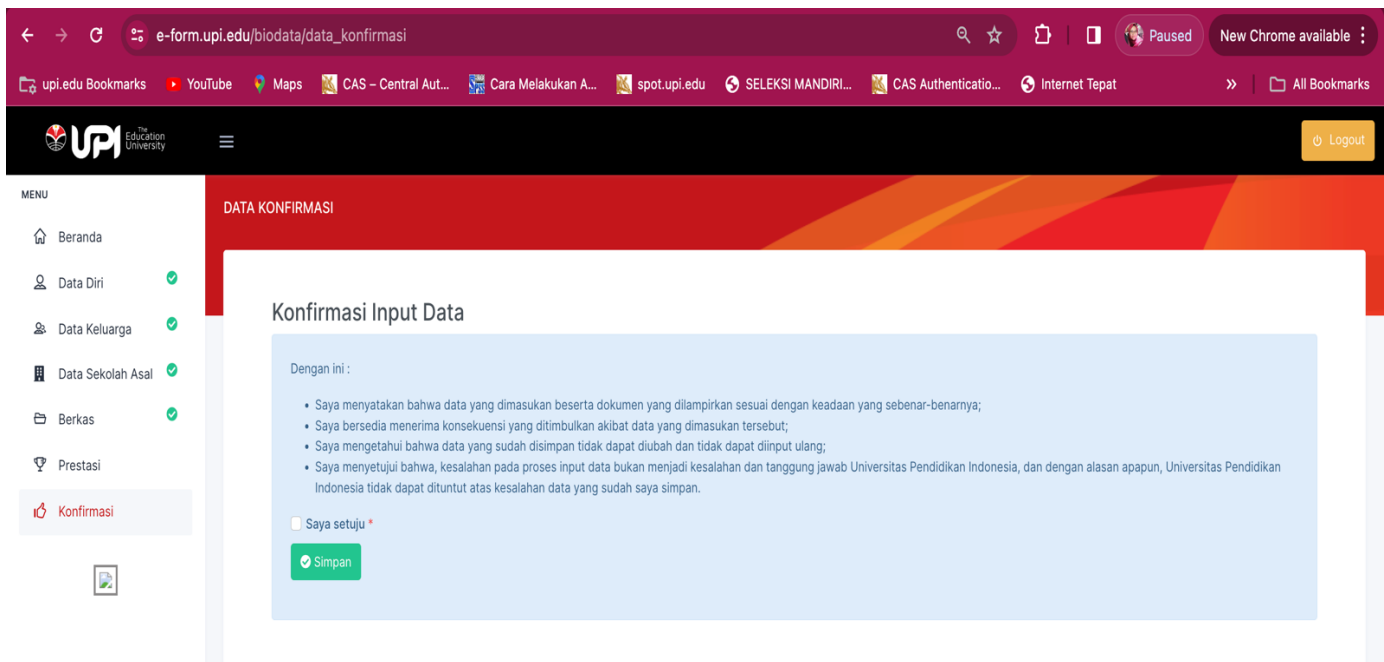 e-form.upi.edu/biodata/data_konfirmasi
Paused
New Chrome available
upi.edu Bookmarks
YouTube
Maps
CAS – Central Aut...
Cara Melakukan A...
spot.upi.edu
SELEKSI MANDIRI...
CAS Authenticatio...
Internet Tepat
»
All Bookmarks
UPI
The
Education
University
Logout
MENU
Beranda
Data Diri
Data Keluarga
Data Sekolah Asal
Berkas
Prestasi
Konfirmasi
DATA KONFIRMASI
Konfirmasi Input Data
Dengan ini :
• Saya menyatakan bahwa data yang dimasukan beserta dokumen yang dilampirkan sesuai dengan keadaan yang sebenar-benarnya;
• Saya bersedia menerima konsekuensi yang ditimbulkan akibat data yang dimasukan tersebut;
• Saya mengetahui bahwa data yang sudah disimpan tidak dapat diubah dan tidak dapat diinput ulang;
• Saya menyetujui bahwa, kesalahan pada proses input data bukan menjadi kesalahan dan tanggung jawab Universitas Pendidikan Indonesia, dan dengan alasan apapun, Universitas Pendidikan
Indonesia tidak dapat dituntut atas kesalahan data yang sudah saya simpan.
Saya setuju *
Simpan